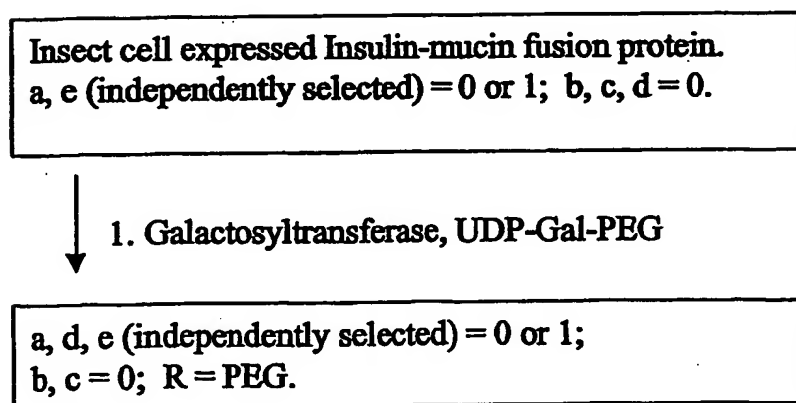 Insect cell expressed Insulin-mucin fusion protein.
a, e (independently selected) = 0 or 1; b, c, d = 0.
1. Galactosyltransferase, UDP-Gal-PEG
a, d, e (independently selected) = 0 or 1;
b, c = 0; R = PEG.